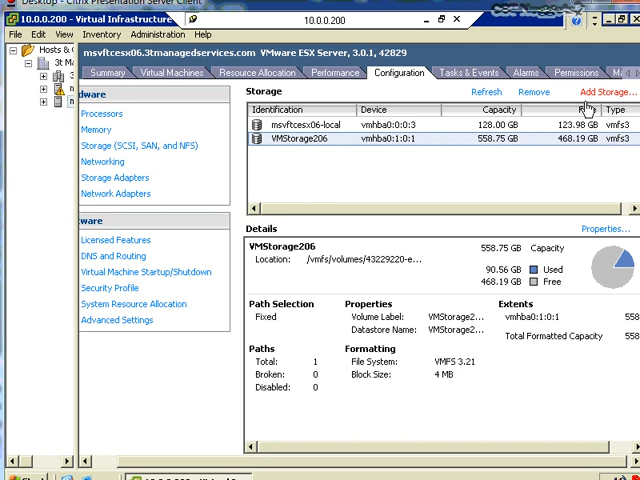 Desktop - Citrix Presentation Server Client
10.0.0.200 - Virtual Infrastructure
10.0.0.200
File Edit View Inventory Administration Help
Hosts & C
3t M
msvftcesx06.3tmanagedservices.com VMware ESX Server, 3.0.1, 42829
Summary Virtual Machines Resource Allocation Performance Configuration Tasks & Events Alarms Permissions Ma
dware
Processors
Memory
Storage (SCSI, SAN, and NFS)
Networking
Storage Adapters
Network Adapters
tware
Licensed Features
DNS and Routing
Virtual Machine Startup/Shutdown
Security Profile
System Resource Allocation
Advanced Settings
Storage Refresh Remove Add Storage...
Identification Device Capacity Type
msvftcesx06-local vmhba0:0:0:3 128.00 GB 123.98 GB vmfs3
VMStorage206 vmhba0:1:0:1 558.75 GB 468.19 GB vmfs3
Details Properties...
VMStorage206 558.75 GB Capacity
Location: /vmfs/volumes/43229220-e...
90.56 GB Used
468.19 GB Free
Path Selection
Fixed
Properties
Volume Label: VMStorage2...
Datastore Name: VMStorage2...
Extents
vmhba0:1:0:1 558
Total Formatted Capacity 558
Paths
Total: 1
Broken: 0
Disabled: 0
Formatting
File System: VMFS 3.21
Block Size: 4 MB